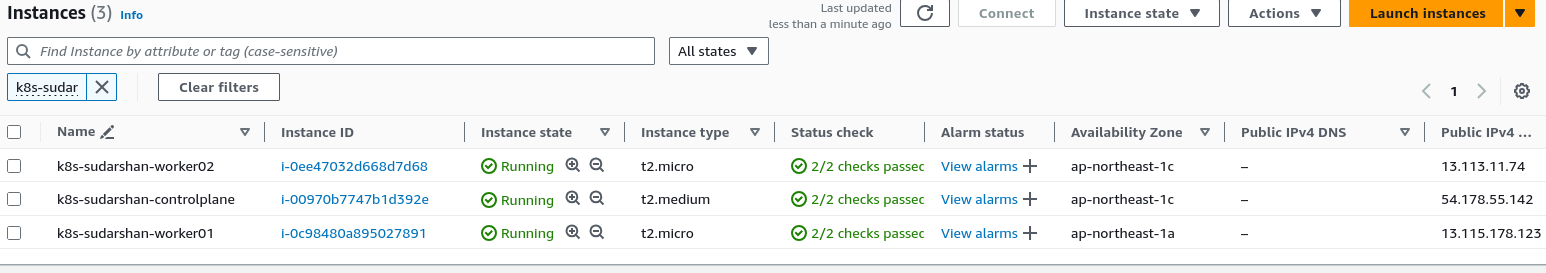 Instances (3) Info
Last updated
less than a minute ago
Connect
Instance state
Actions
Launch instances
Find Instance by attribute or tag (case-sensitive)
All states
k8s-sudar
Clear filters
1
Name Instance ID Instance state Instance type Status check Alarm status Availability Zone Public IPv4 DNS Public IPv4 ...
k8s-sudarshan-worker02 i-0ee47032d668d7d68 Running t2.micro 2/2 checks passec View alarms + ap-northeast-1c – 13.113.11.74
k8s-sudarshan-controlplane i-00970b7747b1d392e Running t2.medium 2/2 checks passec View alarms + ap-northeast-1c – 54.178.55.142
k8s-sudarshan-worker01 i-0c98480a895027891 Running t2.micro 2/2 checks passec View alarms + ap-northeast-1a – 13.115.178.123